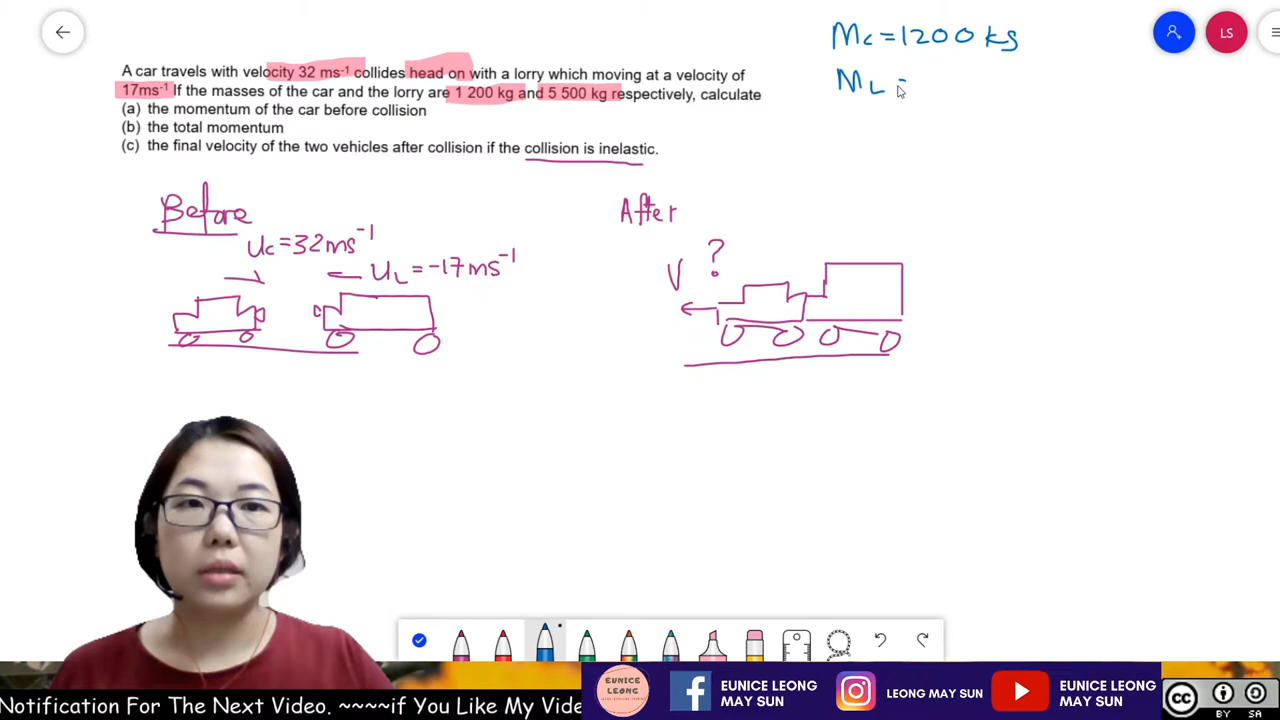 Mc = 1200 kg
LS
A car travels with velocity 32 ms-1 collides head on with a lorry which moving at a velocity of
17ms-1 If the masses of the car and the lorry are 1 200 kg and 5 500 kg respectively, calculate
ML =
(a) the momentum of the car before collision
(b) the total momentum
(c) the final velocity of the two vehicles after collision if the collision is inelastic.
Before
After
Uc = 32ms-1
UL = -17ms-1
V ?
EUNICE LEONG
EUNICE LEONG MAY SUN
LEONG MAY SUN
EUNICE LEONG MAY SUN
cc
BY SA
Notification For The Next Video. ~~~~if You Like My Vide